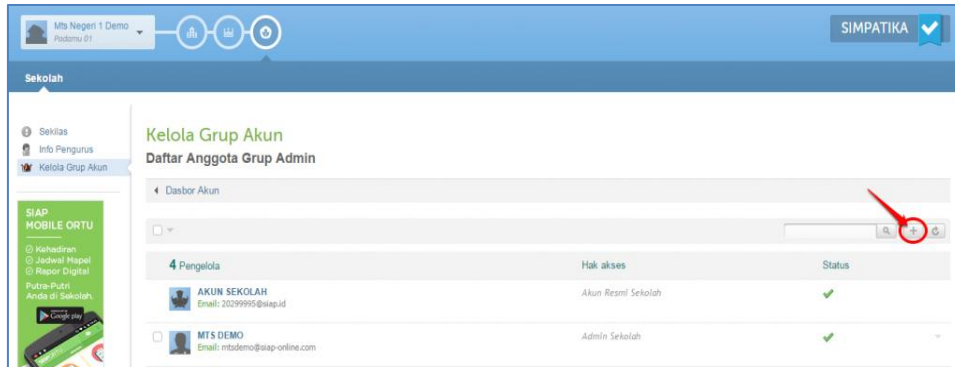 Mts Negeri 1 Demo
Padamu 01
SIMPATIKA
Sekolah
Sekilas
Info Pengurus
Kelola Grup Akun
Kelola Grup Akun
Daftar Anggota Grup Admin
Dasbor Akun
SIAP
MOBILE ORTU
Kehadiran
Jadwal Mapel
Rapor Digital
Putra-Putri
Anda di Sekolah.
Google play
4 Pengelola
Hak akses
Status
AKUN SEKOLAH
Email: 20299995@siap.id
Akun Resmi Sekolah
MTS DEMO
Email: mtsdemo@siap-online.com
Admin Sekolah